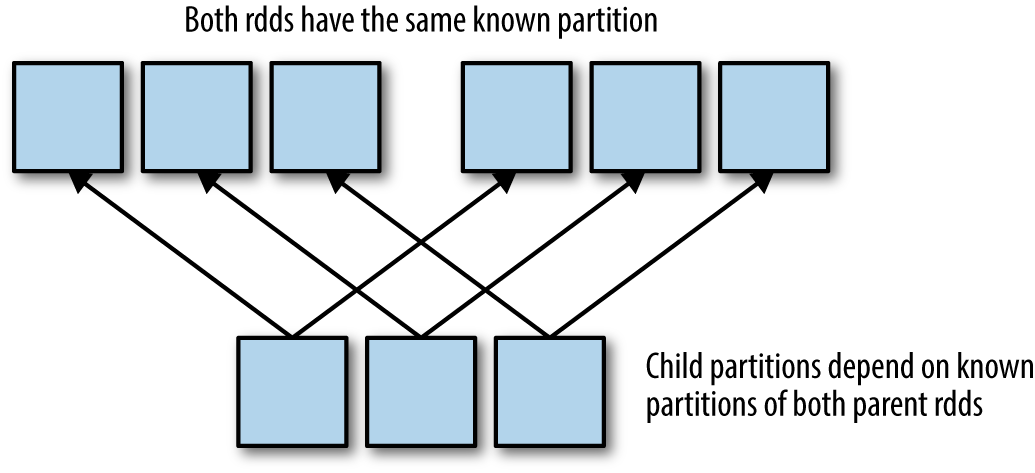 Both rdds have the same known partition
Child partitions depend on known
partitions of both parent rdds